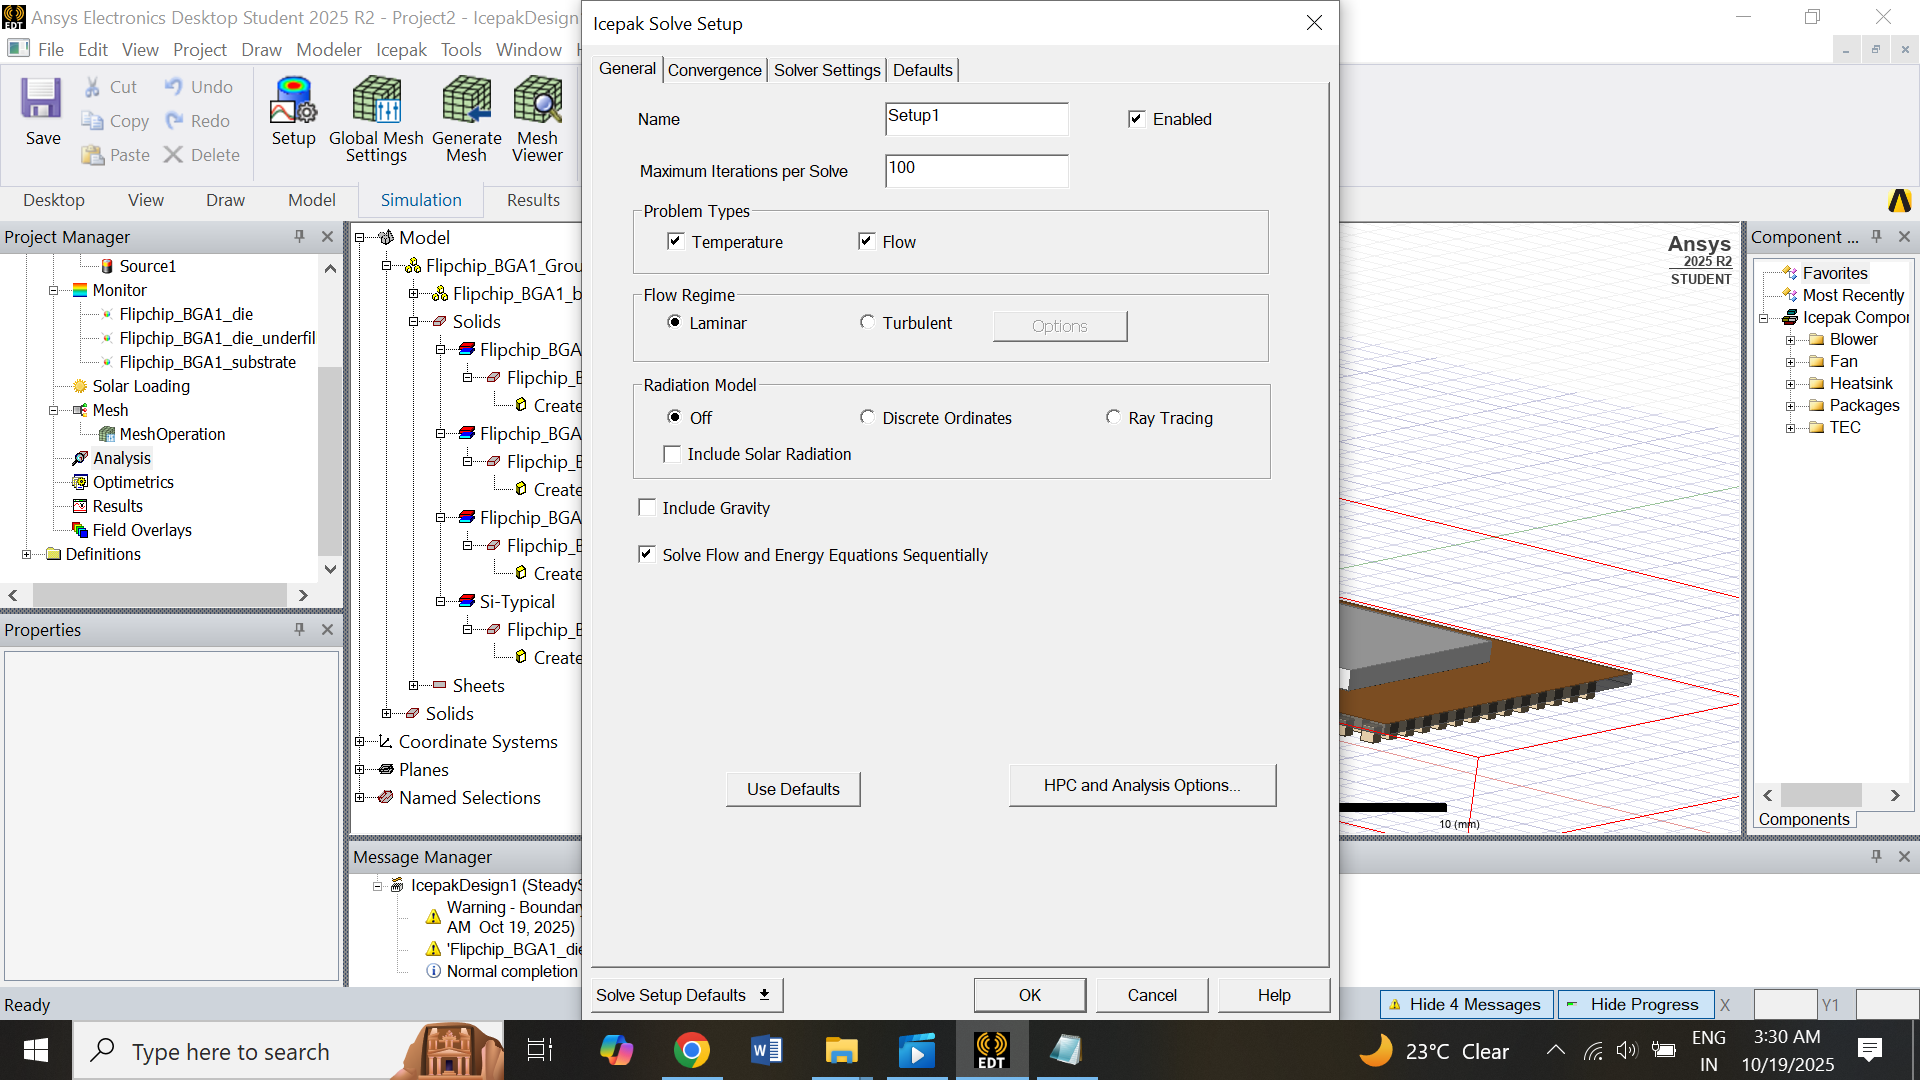 Ansys Electronics Desktop Student 2025 R2 - Project2 - IcepakDesign
File Edit View Project Draw Modeler Icepak Tools Window
Save
Cut
Copy
Paste
Undo
Redo
Delete
Setup
Global Mesh
Settings
Generate
Mesh
Mesh
Viewer
Desktop View Draw Model Simulation Results
Project Manager
Source1
Monitor
Flipchip_BGA1_die
Flipchip_BGA1_die_underfil
Flipchip_BGA1_substrate
Solar Loading
Mesh
MeshOperation
Analysis
Optimetrics
Results
Field Overlays
Definitions
Properties
Ready
Model
Flipchip_BGA1_Grou
Flipchip_BGA1_b
Solids
Flipchip_BGA
Flipchip_B
Create
Flipchip_BGA
Flipchip_B
Create
Flipchip_BGA
Flipchip_B
Create
Si-Typical
Flipchip_B
Create
Sheets
Solids
Coordinate Systems
Planes
Named Selections
Message Manager
IcepakDesign1 (SteadyS
Warning - Boundar
AM Oct 19, 2025)
'Flipchip_BGA1_die
Normal completion
Icepak Solve Setup
General Convergence Solver Settings Defaults
Name Setup1 Enabled
Maximum Iterations per Solve 100
Problem Types
Temperature Flow
Flow Regime
Laminar Turbulent Options
Radiation Model
Off Discrete Ordinates Ray Tracing
Include Solar Radiation
Include Gravity
Solve Flow and Energy Equations Sequentially
Use Defaults HPC and Analysis Options...
Solve Setup Defaults OK Cancel Help
Ansys
2025 R2
STUDENT
10 (mm)
Component ...
Favorites
Most Recently
Icepak Compor
Blower
Fan
Heatsink
Packages
TEC
Components
Hide 4 Messages Hide Progress X Y1
Type here to search
EDT
23°C Clear
ENG
IN
3:30 AM
10/19/2025